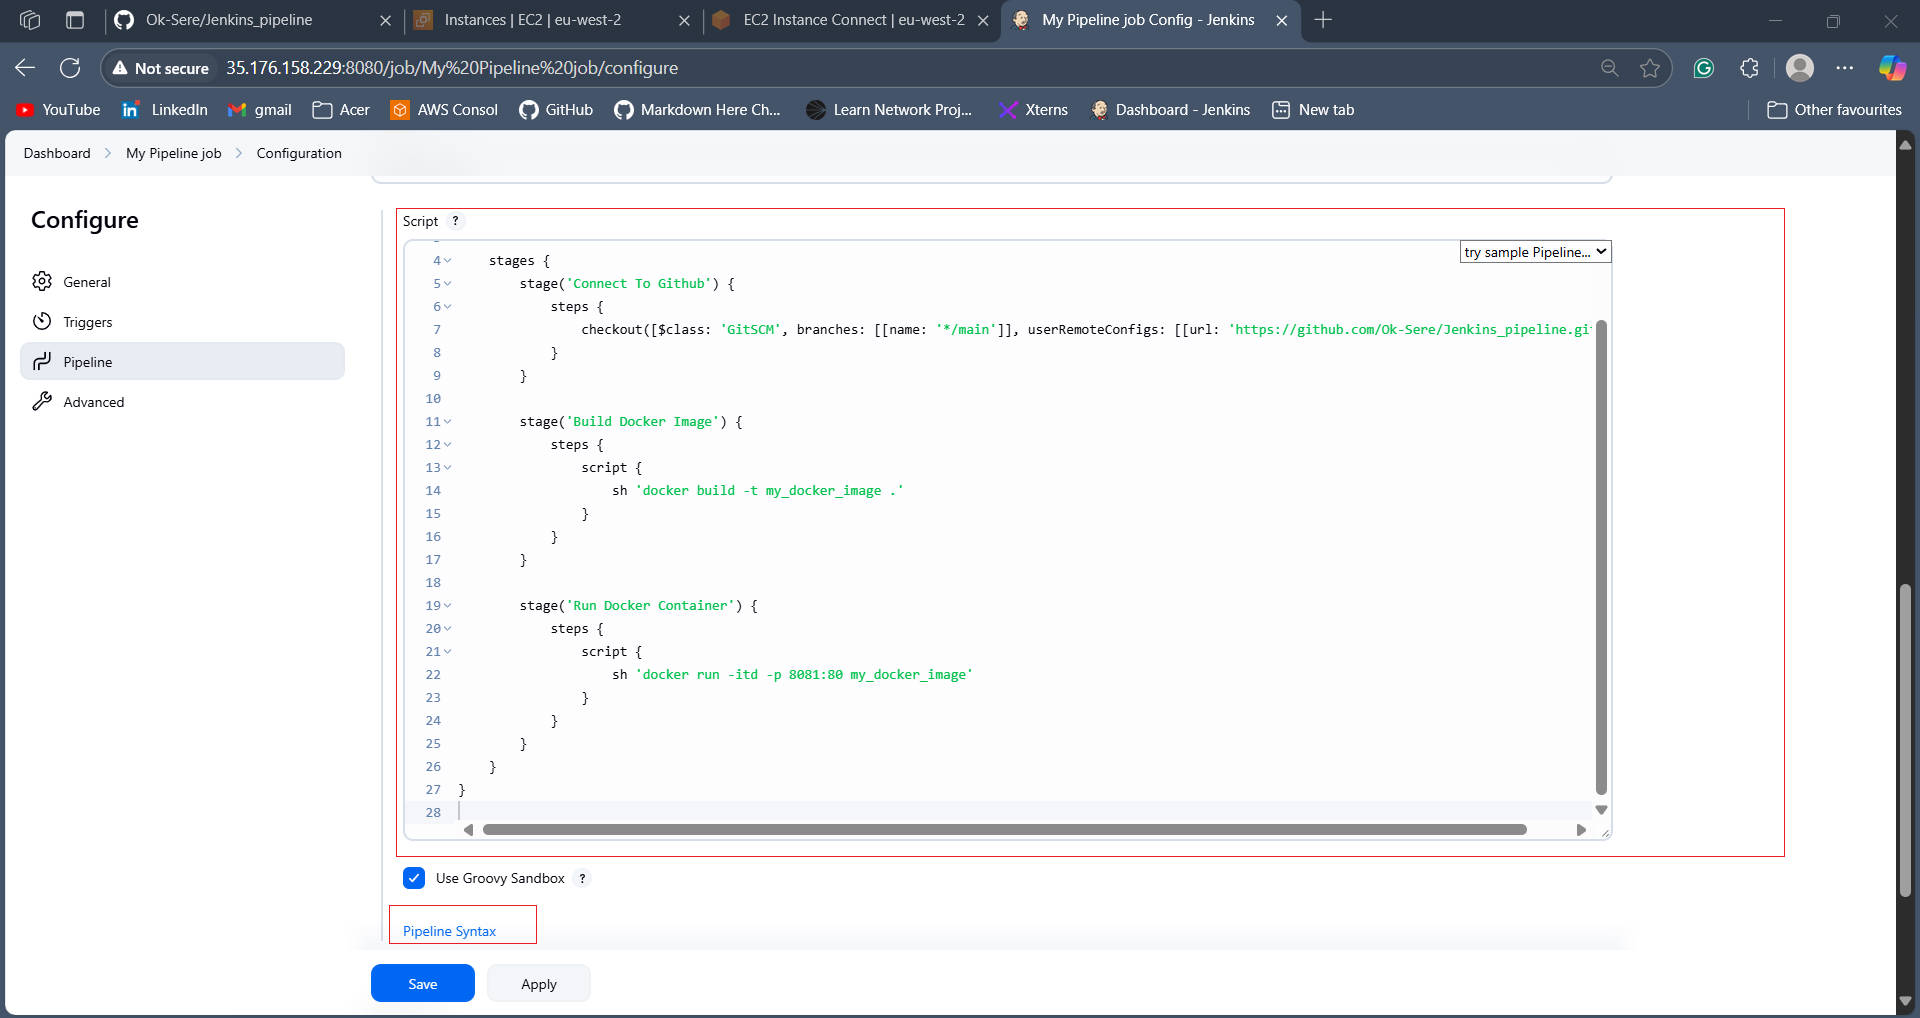 Ok-Sere/Jenkins_pipeline
Instances | EC2 | eu-west-2
EC2 Instance Connect | eu-west-2
My Pipeline job Config - Jenkins
Not secure 35.176.158.229:8080/job/My%20Pipeline%20job/configure
YouTube LinkedIn gmail Acer AWS Consol GitHub Markdown Here Ch... Learn Network Proj... Xterns Dashboard - Jenkins New tab Other favourites
Dashboard > My Pipeline job > Configuration
Configure
General
Triggers
Pipeline
Advanced
Script ?
try sample Pipeline...
4 stages {
5 stage('Connect To Github') {
6 steps {
7 checkout([$class: 'GitSCM', branches: [[name: '*/main']], userRemoteConfigs: [[url: 'https://github.com/Ok-Sere/Jenkins_pipeline.gi
8 }
9 }
10
11 stage('Build Docker Image') {
12 steps {
13 script {
14 sh 'docker build -t my_docker_image .'
15 }
16 }
17 }
18
19 stage('Run Docker Container') {
20 steps {
21 script {
22 sh 'docker run -itd -p 8081:80 my_docker_image'
23 }
24 }
25 }
26 }
27 }
28
Use Groovy Sandbox ?
Pipeline Syntax
Save Apply